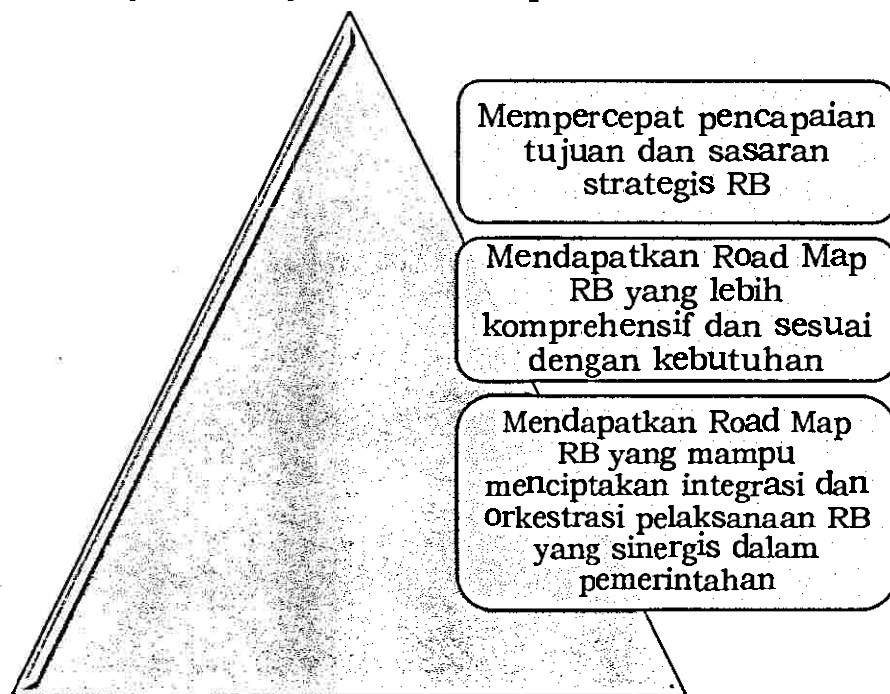 Mempercepat pencapaian
tujuan dan sasaran
strategis RB
Mendapatkan Road Map
RB yang lebih
komprehensif dan sesuai
dengan kebutuhan
Mendapatkan Road Map
RB yang mampu
menciptakan integrasi dan
orkestrasi pelaksanaan RB
yang sinergis dalam
pemerintahan